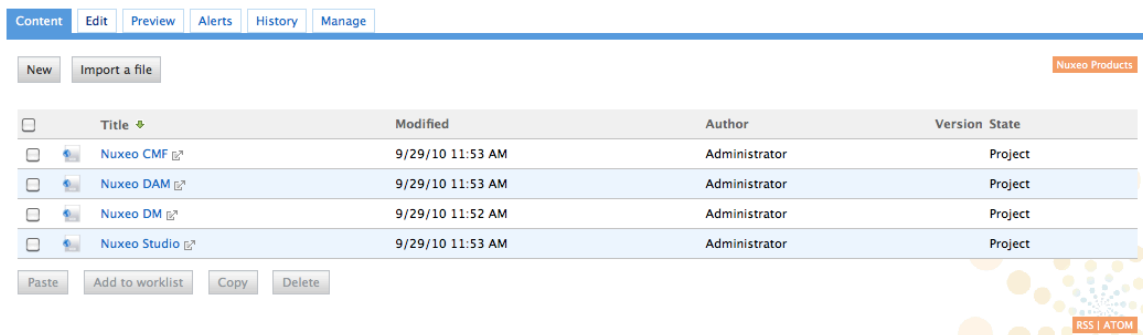 Content Edit Preview Alerts History Manage
New Import a file Nuxeo Products
Title Modified Author Version State
Nuxeo CMF 9/29/10 11:53 AM Administrator Project
Nuxeo DAM 9/29/10 11:53 AM Administrator Project
Nuxeo DM 9/29/10 11:52 AM Administrator Project
Nuxeo Studio 9/29/10 11:53 AM Administrator Project
Paste Add to worklist Copy Delete
RSS | ATOM